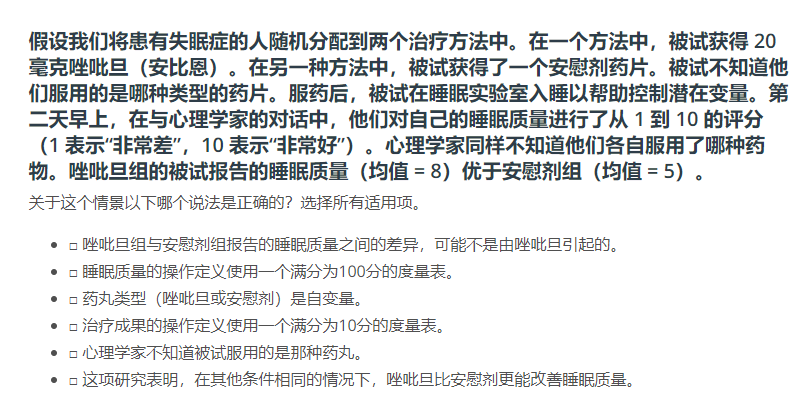 假设我们将患有失眠症的人随机分配到两个治疗方法中。在一个方法中，被试获得 20
毫克唑吡旦（安比恩）。在另一种方法中，被试获得了一个安慰剂药片。被试不知道他
们服用的是哪种类型的药片。服药后，被试在睡眠实验室入睡以帮助控制潜在变量。第
二天早上，在与心理学家的对话中，他们对自己的睡眠质量进行了从 1 到 10 的评分
（1 表示“非常差”，10 表示“非常好”）。心理学家同样不知道他们各自服用了哪种药
物。唑吡旦组的被试报告的睡眠质量（均值 = 8）优于安慰剂组（均值 = 5）。
关于这个情景以下哪个说法是正确的？选择所有适用项。
• □ 唑吡旦组与安慰剂组报告的睡眠质量之间的差异，可能不是由唑吡旦引起的。
• □ 睡眠质量的操作定义使用一个满分为100分的度量表。
• □ 药丸类型（唑吡旦或安慰剂）是自变量。
• □ 治疗成果的操作定义使用一个满分为10分的度量表。
• □ 心理学家不知道被试服用的是那种药丸。
• □ 这项研究表明，在其他条件相同的情况下，唑吡旦比安慰剂更能改善睡眠质量。